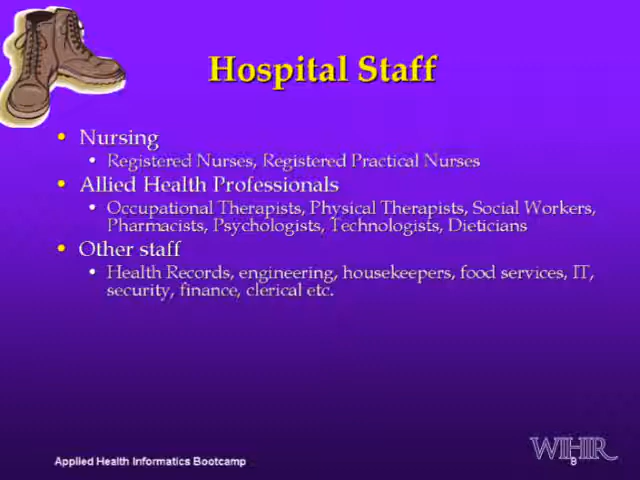 Hospital Staff
• Nursing
• Registered Nurses, Registered Practical Nurses
• Allied Health Professionals
• Occupational Therapists, Physical Therapists, Social Workers,
Pharmacists, Psychologists, Technologists, Dieticians
• Other staff
• Health Records, engineering, housekeepers, food services, IT,
security, finance, clerical etc.
Applied Health Informatics Bootcamp
WIHIR
8